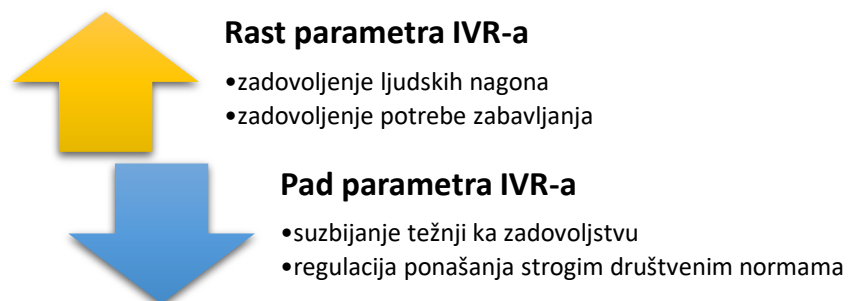 Rast parametra IVR-a
•zadovoljenje ljudskih nagona
•zadovoljenje potrebe zabavljanja
Pad parametra IVR-a
•suzbijanje težnji ka zadovoljstvu
•regulacija ponašanja strogim društvenim normama